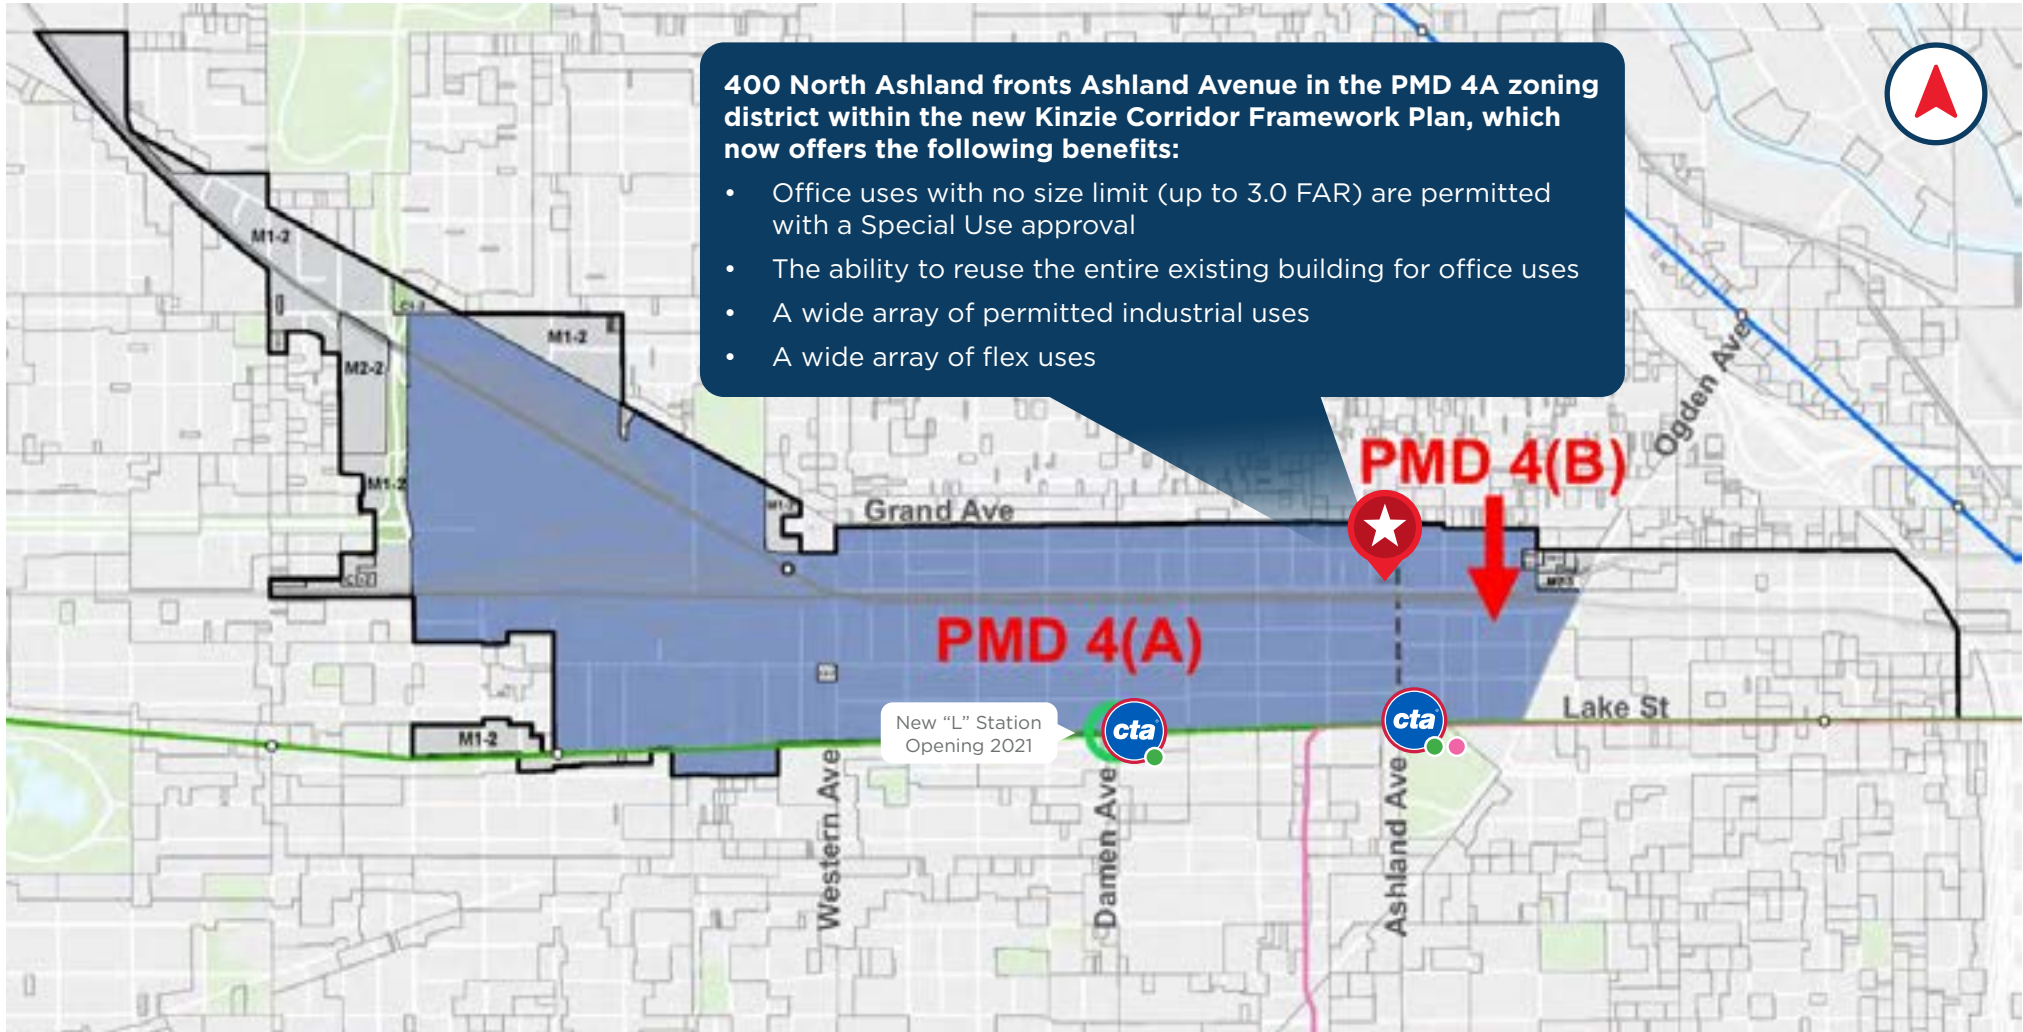 400 North Ashland fronts Ashland Avenue in the PMD 4A zoning
district within the new Kinzie Corridor Framework Plan, which
now offers the following benefits:
• Office uses with no size limit (up to 3.0 FAR) are permitted
with a Special Use approval
• The ability to reuse the entire existing building for office uses
• A wide array of permitted industrial uses
• A wide array of flex uses
M1-2
M1-2
M2-2
M1-2
Ogden Ave
PMD 4(B)
Grand Ave
PMD 4(A)
Lake St
New “L” Station
Opening 2021
cta
cta
M1-2
Western Ave
Damen Ave
Ashland Ave